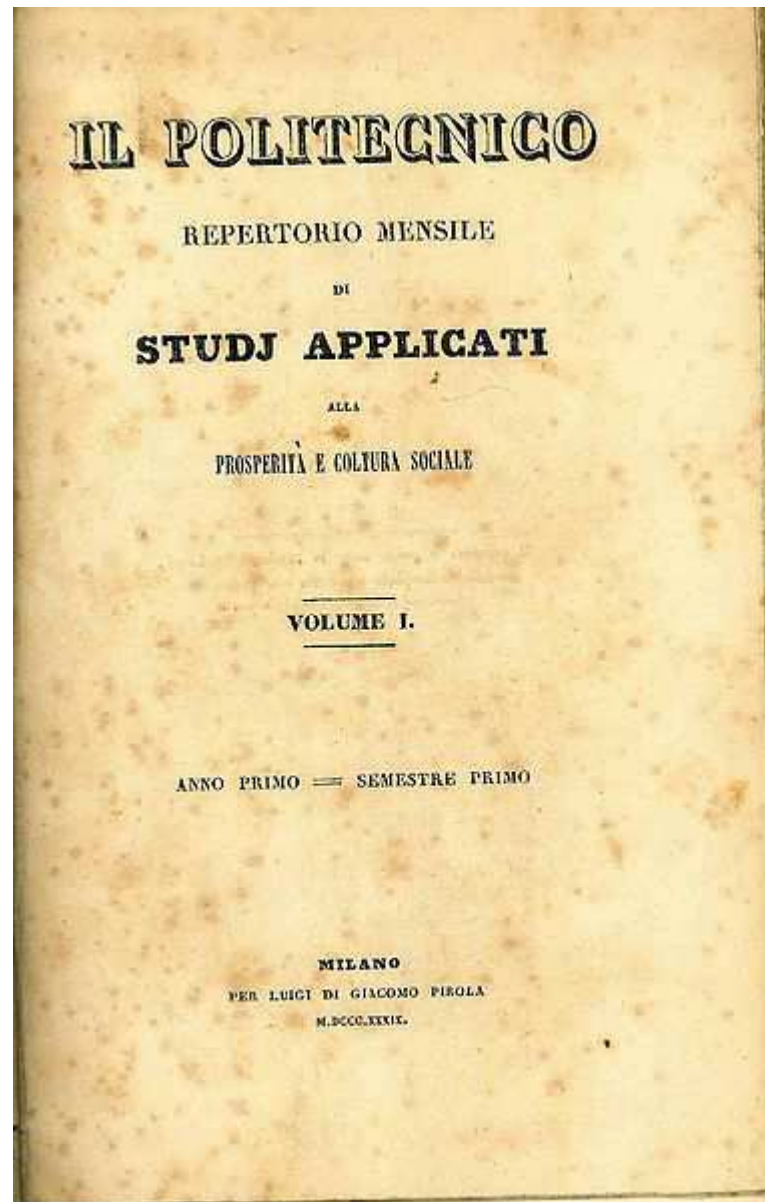 IL POLITECNICO
REPERTORIO MENSILE
DI
STUDJ APPLICATI
ALLA
PROSPERITÀ E COLTURA SOCIALE
VOLUME I.
ANNO PRIMO = SEMESTRE PRIMO
MILANO
PER LUIGI DI GIACOMO PIROLA
M.DCCC.XXXIX.